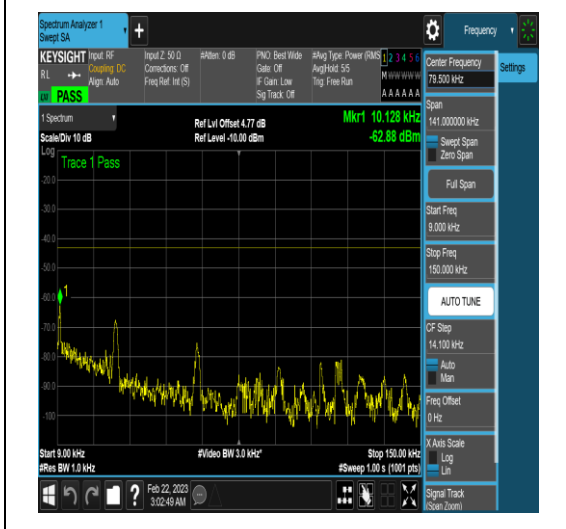 Spectrum Analyzer 1
Swept SA
+
Frequency
KEYSIGHT
RL
PASS
Input: RF
Coupling: DC
Align: Auto
Input Z: 50 Ω
Corrections: Off
Freq Ref: Int (S)
#Atten: 0 dB
PNO: Best Wide
Gate: Off
IF Gain: Low
Sig Track: Off
#Avg Type: Power (RMS)
Avg|Hold: 5/5
Trig: Free Run
1 2 3 4 5 6
M W W W W W
A A A A A A
1 Spectrum
Scale/Div 10 dB
Ref Lvl Offset 4.77 dB
Ref Level -10.00 dBm
Mkr1 10.128 kHz
-62.88 dBm
Log
Trace 1 Pass
-20.0
-30.0
-40.0
-50.0
-60.0
-70.0
-80.0
-90.0
-100
1
Start 9.00 kHz
#Res BW 1.0 kHz
#Video BW 3.0 kHz*
Stop 150.00 kHz
#Sweep 1.00 s (1001 pts)
?
Feb 22, 2023
3:02:49 AM
Center Frequency
79.500 kHz
Span
141.000000 kHz
Swept Span
Zero Span
Full Span
Start Freq
9.000 kHz
Stop Freq
150.000 kHz
AUTO TUNE
CF Step
14.100 kHz
Auto
Man
Freq Offset
0 Hz
X Axis Scale
Log
Lin
Signal Track
(Span Zoom)
Settings